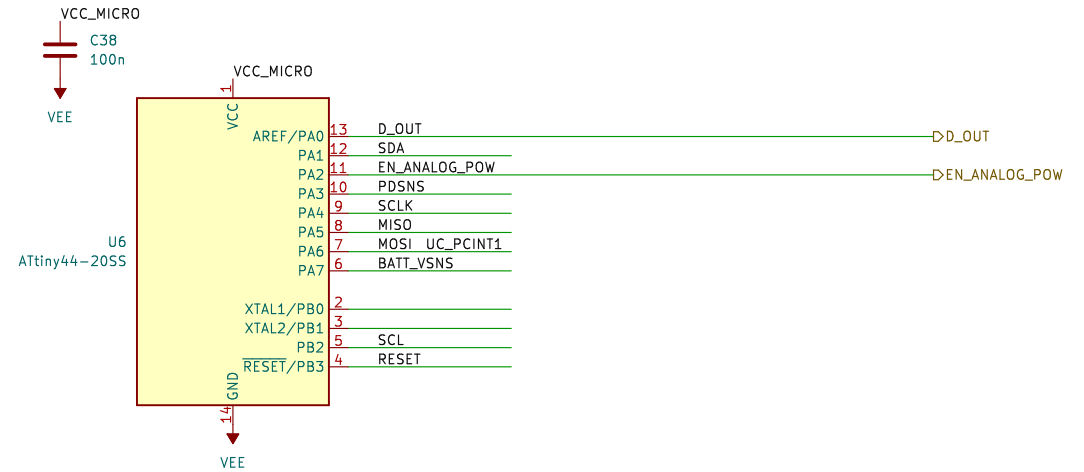 VCC_MICRO
C38
100n
VEE
VCC_MICRO
1
VCC
AREF/PA0 13 D_OUT D_OUT
PA1 12 SDA
PA2 11 EN_ANALOG_POW EN_ANALOG_POW
PA3 10 PDSNS
PA4 9 SCLK
PA5 8 MISO
U6
PA6 7 MOSI UC_PCINT1
ATtiny44-20SS
PA7 6 BATT_VSNS
XTAL1/PB0 2
XTAL2/PB1 3
PB2 5 SCL
RESET/PB3 4 RESET
GND
14
VEE